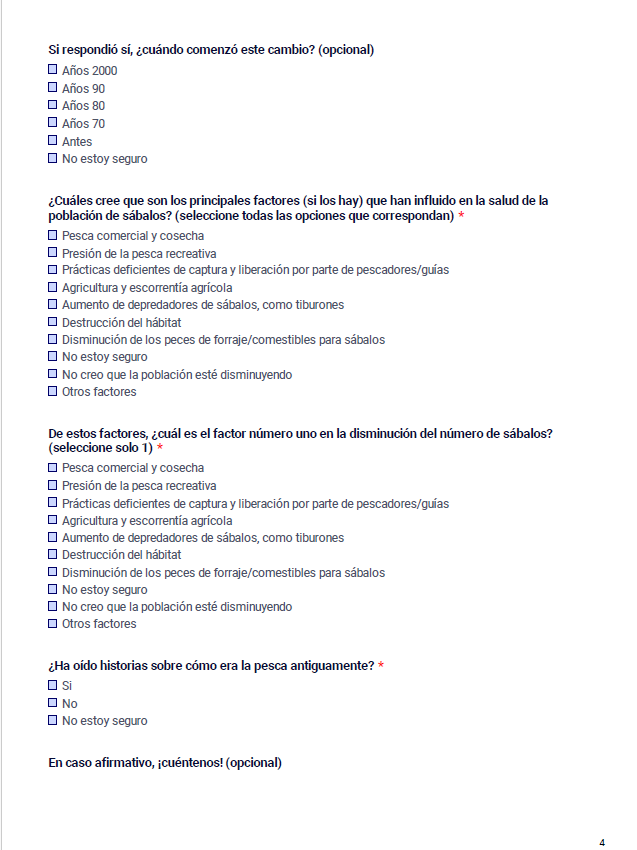 Si respondió sí, ¿cuándo comenzó este cambio? (opcional)
Años 2000
Años 90
Años 80
Años 70
Antes
No estoy seguro
¿Cuáles cree que son los principales factores (si los hay) que han influido en la salud de la
población de sábalos? (seleccione todas las opciones que correspondan) *
Pesca comercial y cosecha
Presión de la pesca recreativa
Prácticas deficientes de captura y liberación por parte de pescadores/guías
Agricultura y escorrentía agrícola
Aumento de depredadores de sábalos, como tiburones
Destrucción del hábitat
Disminución de los peces de forraje/comestibles para sábalos
No estoy seguro
No creo que la población esté disminuyendo
Otros factores
De estos factores, ¿cuál es el factor número uno en la disminución del número de sábalos?
(seleccione solo 1) *
Pesca comercial y cosecha
Presión de la pesca recreativa
Prácticas deficientes de captura y liberación por parte de pescadores/guías
Agricultura y escorrentía agrícola
Aumento de depredadores de sábalos, como tiburones
Destrucción del hábitat
Disminución de los peces de forraje/comestibles para sábalos
No estoy seguro
No creo que la población esté disminuyendo
Otros factores
¿Ha oído historias sobre cómo era la pesca antiguamente? *
Si
No
No estoy seguro
En caso afirmativo, ¡cuéntenos! (opcional)
4